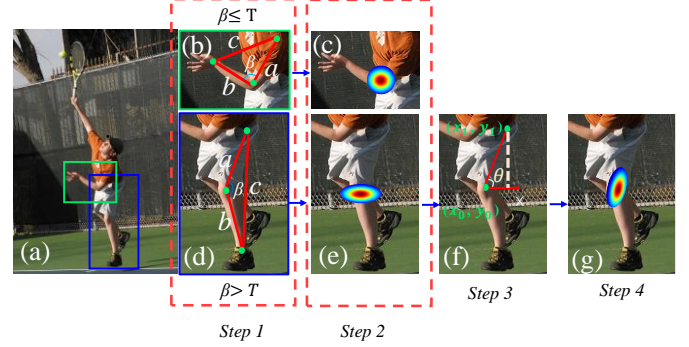 β≤ T
(b)
c
β
a
b
(c)
(a)
a
β
c
b
(d)
(e)
(x₁, y₁)
θ
x
(x₀, y₀)
(f)
(g)
β> T
Step 1
Step 2
Step 3
Step 4